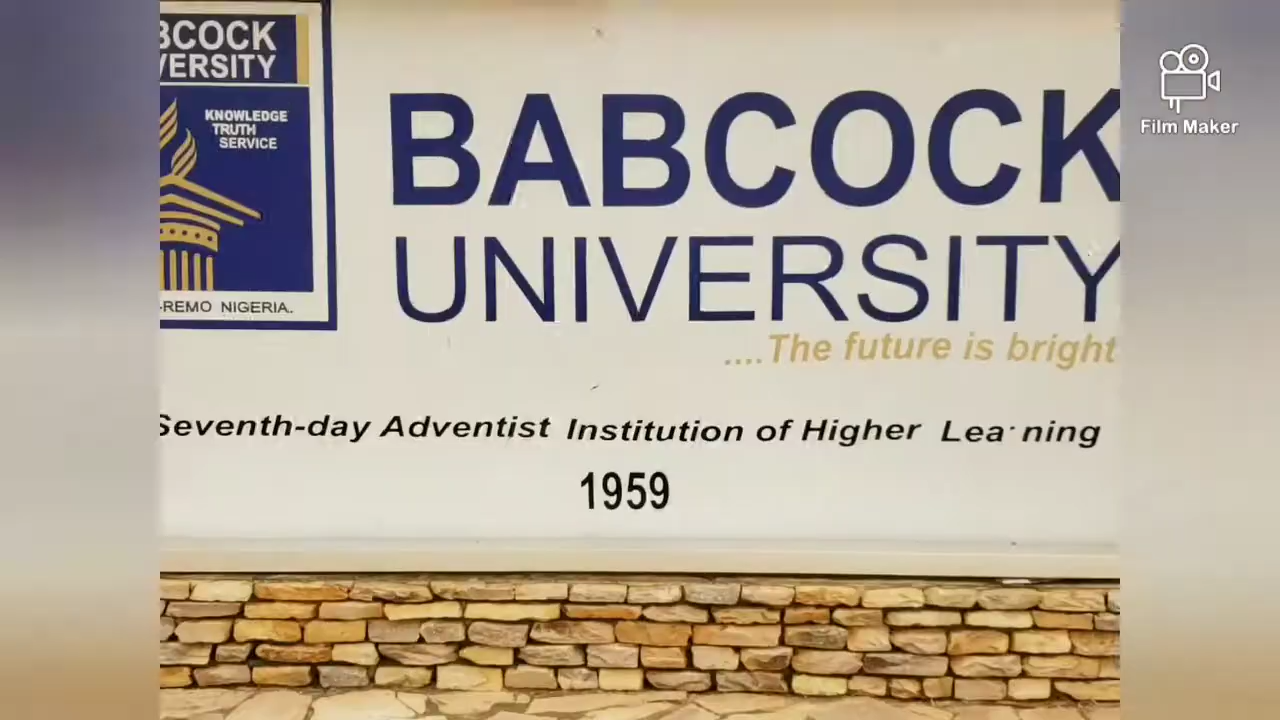 BCOCK
VERSITY
KNOWLEDGE
TRUTH
SERVICE
-REMO NIGERIA.
BABCOCK
UNIVERSITY
....The future is bright
Seventh-day Adventist Institution of Higher Lea ning
1959
Film Maker